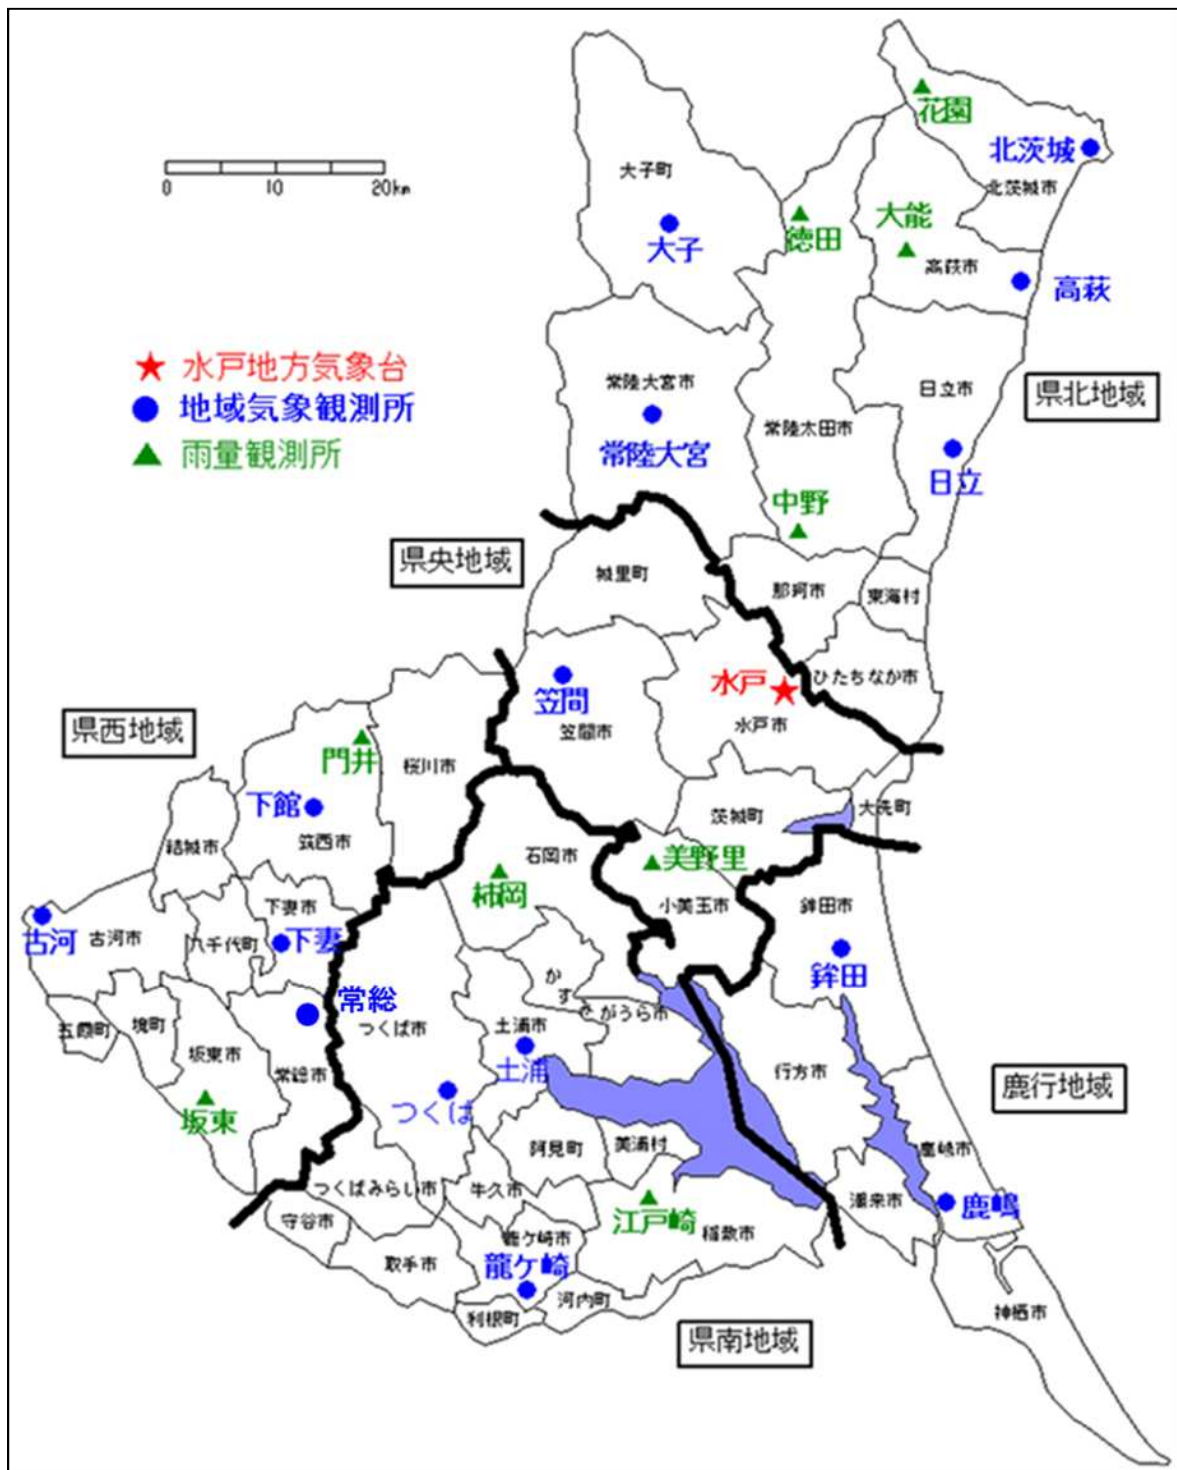 花園
北茨城
北茨城市
大子町
大能
徳田
大子
高萩市
高萩
0 10 20km
水戸地方気象台
地域気象観測所
雨量観測所
常陸大宮市
常陸大宮
日立市
県北地域
常陸太田市
日立
中野
県央地域
城里町
那珂市
東海村
ひたちなか市
水戸
水戸市
笠間
笠間市
県西地域
門井
桜川市
下館
筑西市
結城市
茨城町
大洗町
石岡市
柿岡
美野里
小美玉市
鉾田市
鉾田
古河
古河市
下妻市
八千代町
下妻
常総
つくば市
かすみがうら市
土浦市
土浦
五霞町
境町
坂東市
坂東
常総市
つくば
行方市
鹿行地域
阿見町
美浦村
鹿嶋市
鹿嶋
潮来市
つくばみらい市
牛久市
守谷市
江戸崎
稲敷市
取手市
龍ケ崎市
龍ケ崎
河内町
利根町
神栖市
県南地域